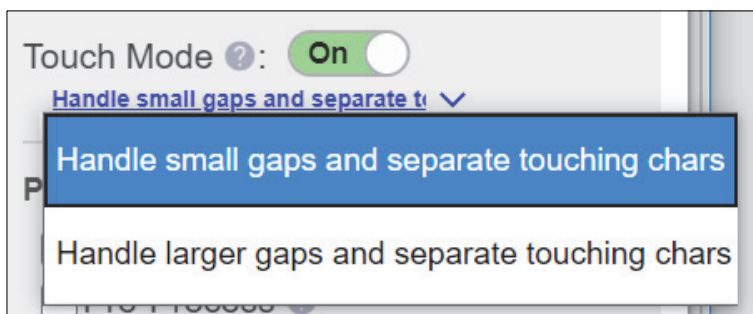 Touch Mode ?: On
Handle small gaps and separate t
Handle small gaps and separate touching chars
P
Handle larger gaps and separate touching chars